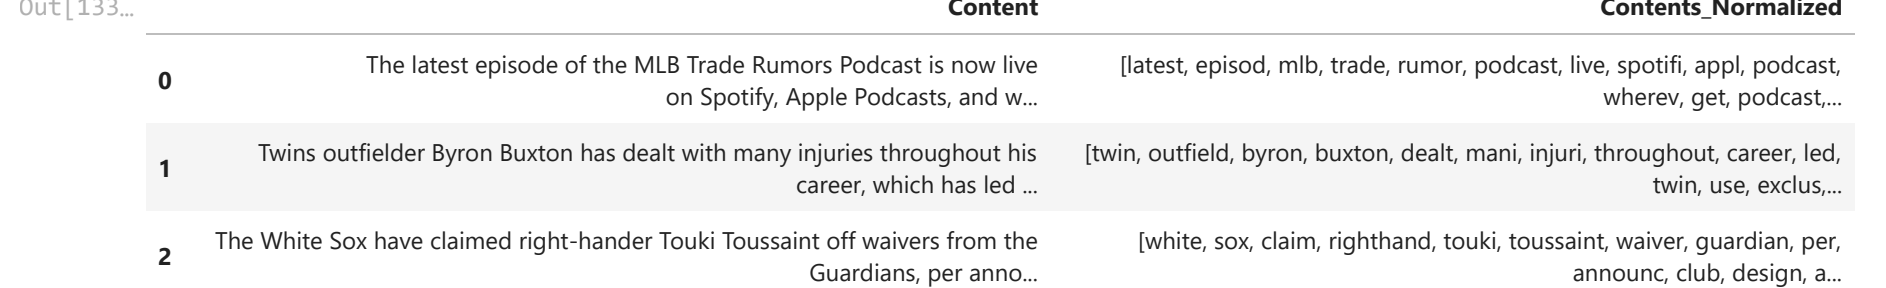 Out[133...
Content Contents_Normalized
0 The latest episode of the MLB Trade Rumors Podcast is now live [latest, episod, mlb, trade, rumor, podcast, live, spotifi, appl, podcast,
on Spotify, Apple Podcasts, and w... wherev, get, podcast,...
1 Twins outfielder Byron Buxton has dealt with many injuries throughout his [twin, outfield, byron, buxton, dealt, mani, injuri, throughout, career, led,
career, which has led ... twin, use, exclus,...
2 The White Sox have claimed right-hander Touki Toussaint off waivers from the [white, sox, claim, righthand, touki, toussaint, waiver, guardian, per,
Guardians, per anno... announc, club, design, a...